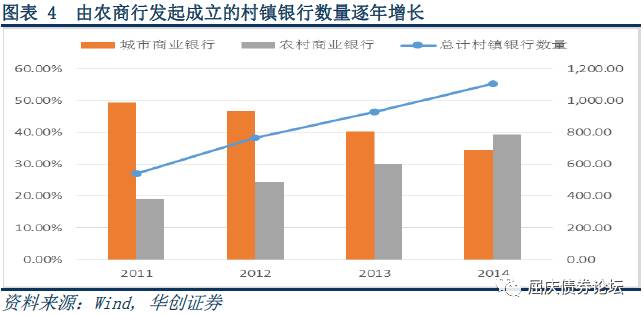 图表 4 由农商行发起成立的村镇银行数量逐年增长
城市商业银行 农村商业银行 总计村镇银行数量
60.00% 1,200.00
50.00% 1,000.00
40.00% 800.00
30.00% 600.00
20.00% 400.00
10.00% 200.00
0.00% 0.00
2011 2012 2013 2014
屈庆债券论坛
资料来源：Wind，华创证券